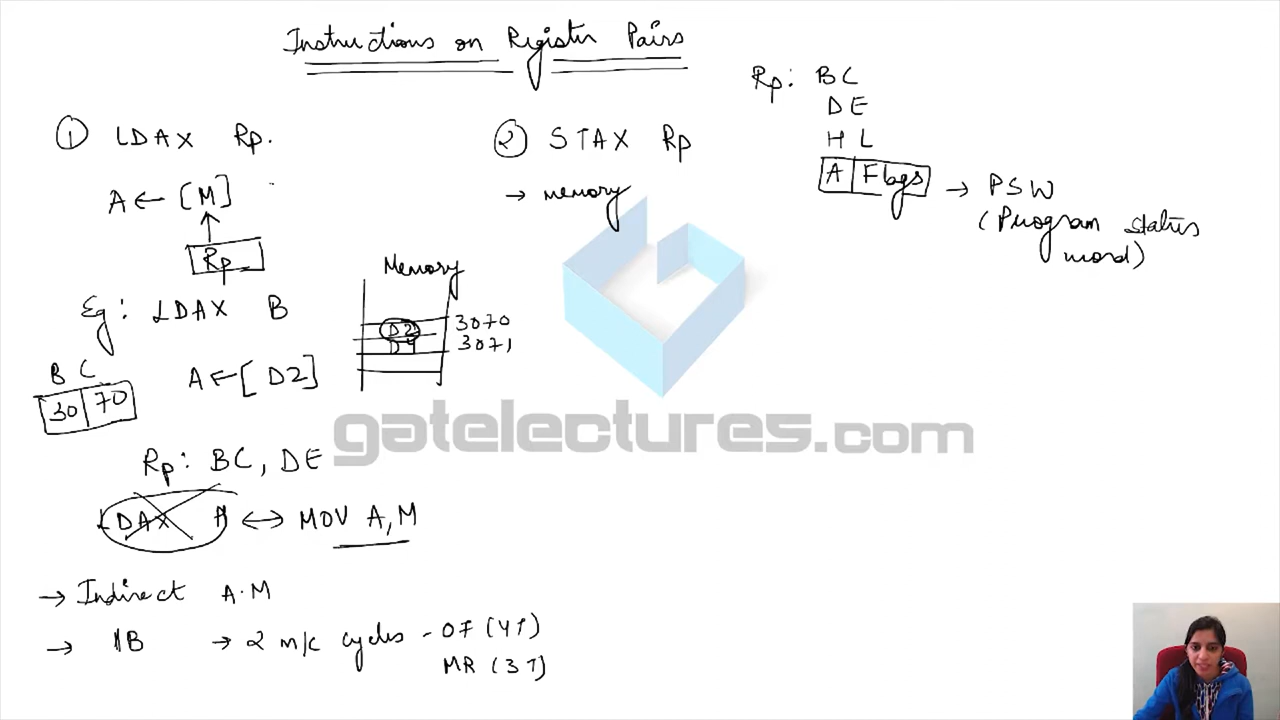 Instructions on Register Pairs
① LDAX Rp.
A ← [M]
Rp
Eg: LDAX B
B C
30 70
A ← [D2]
Memory
D2 3070
D4 3071
Rp: BC, DE
LDAX H ↔ MOV A, M
→ Indirect A.M
→ 1B → 2 m/c cycles - OF (4T)
MR (3T)
② STAX Rp
→ memory
Rp: BC
DE
HL
A Flags → PSW
(Program status word)
gatelectures.com